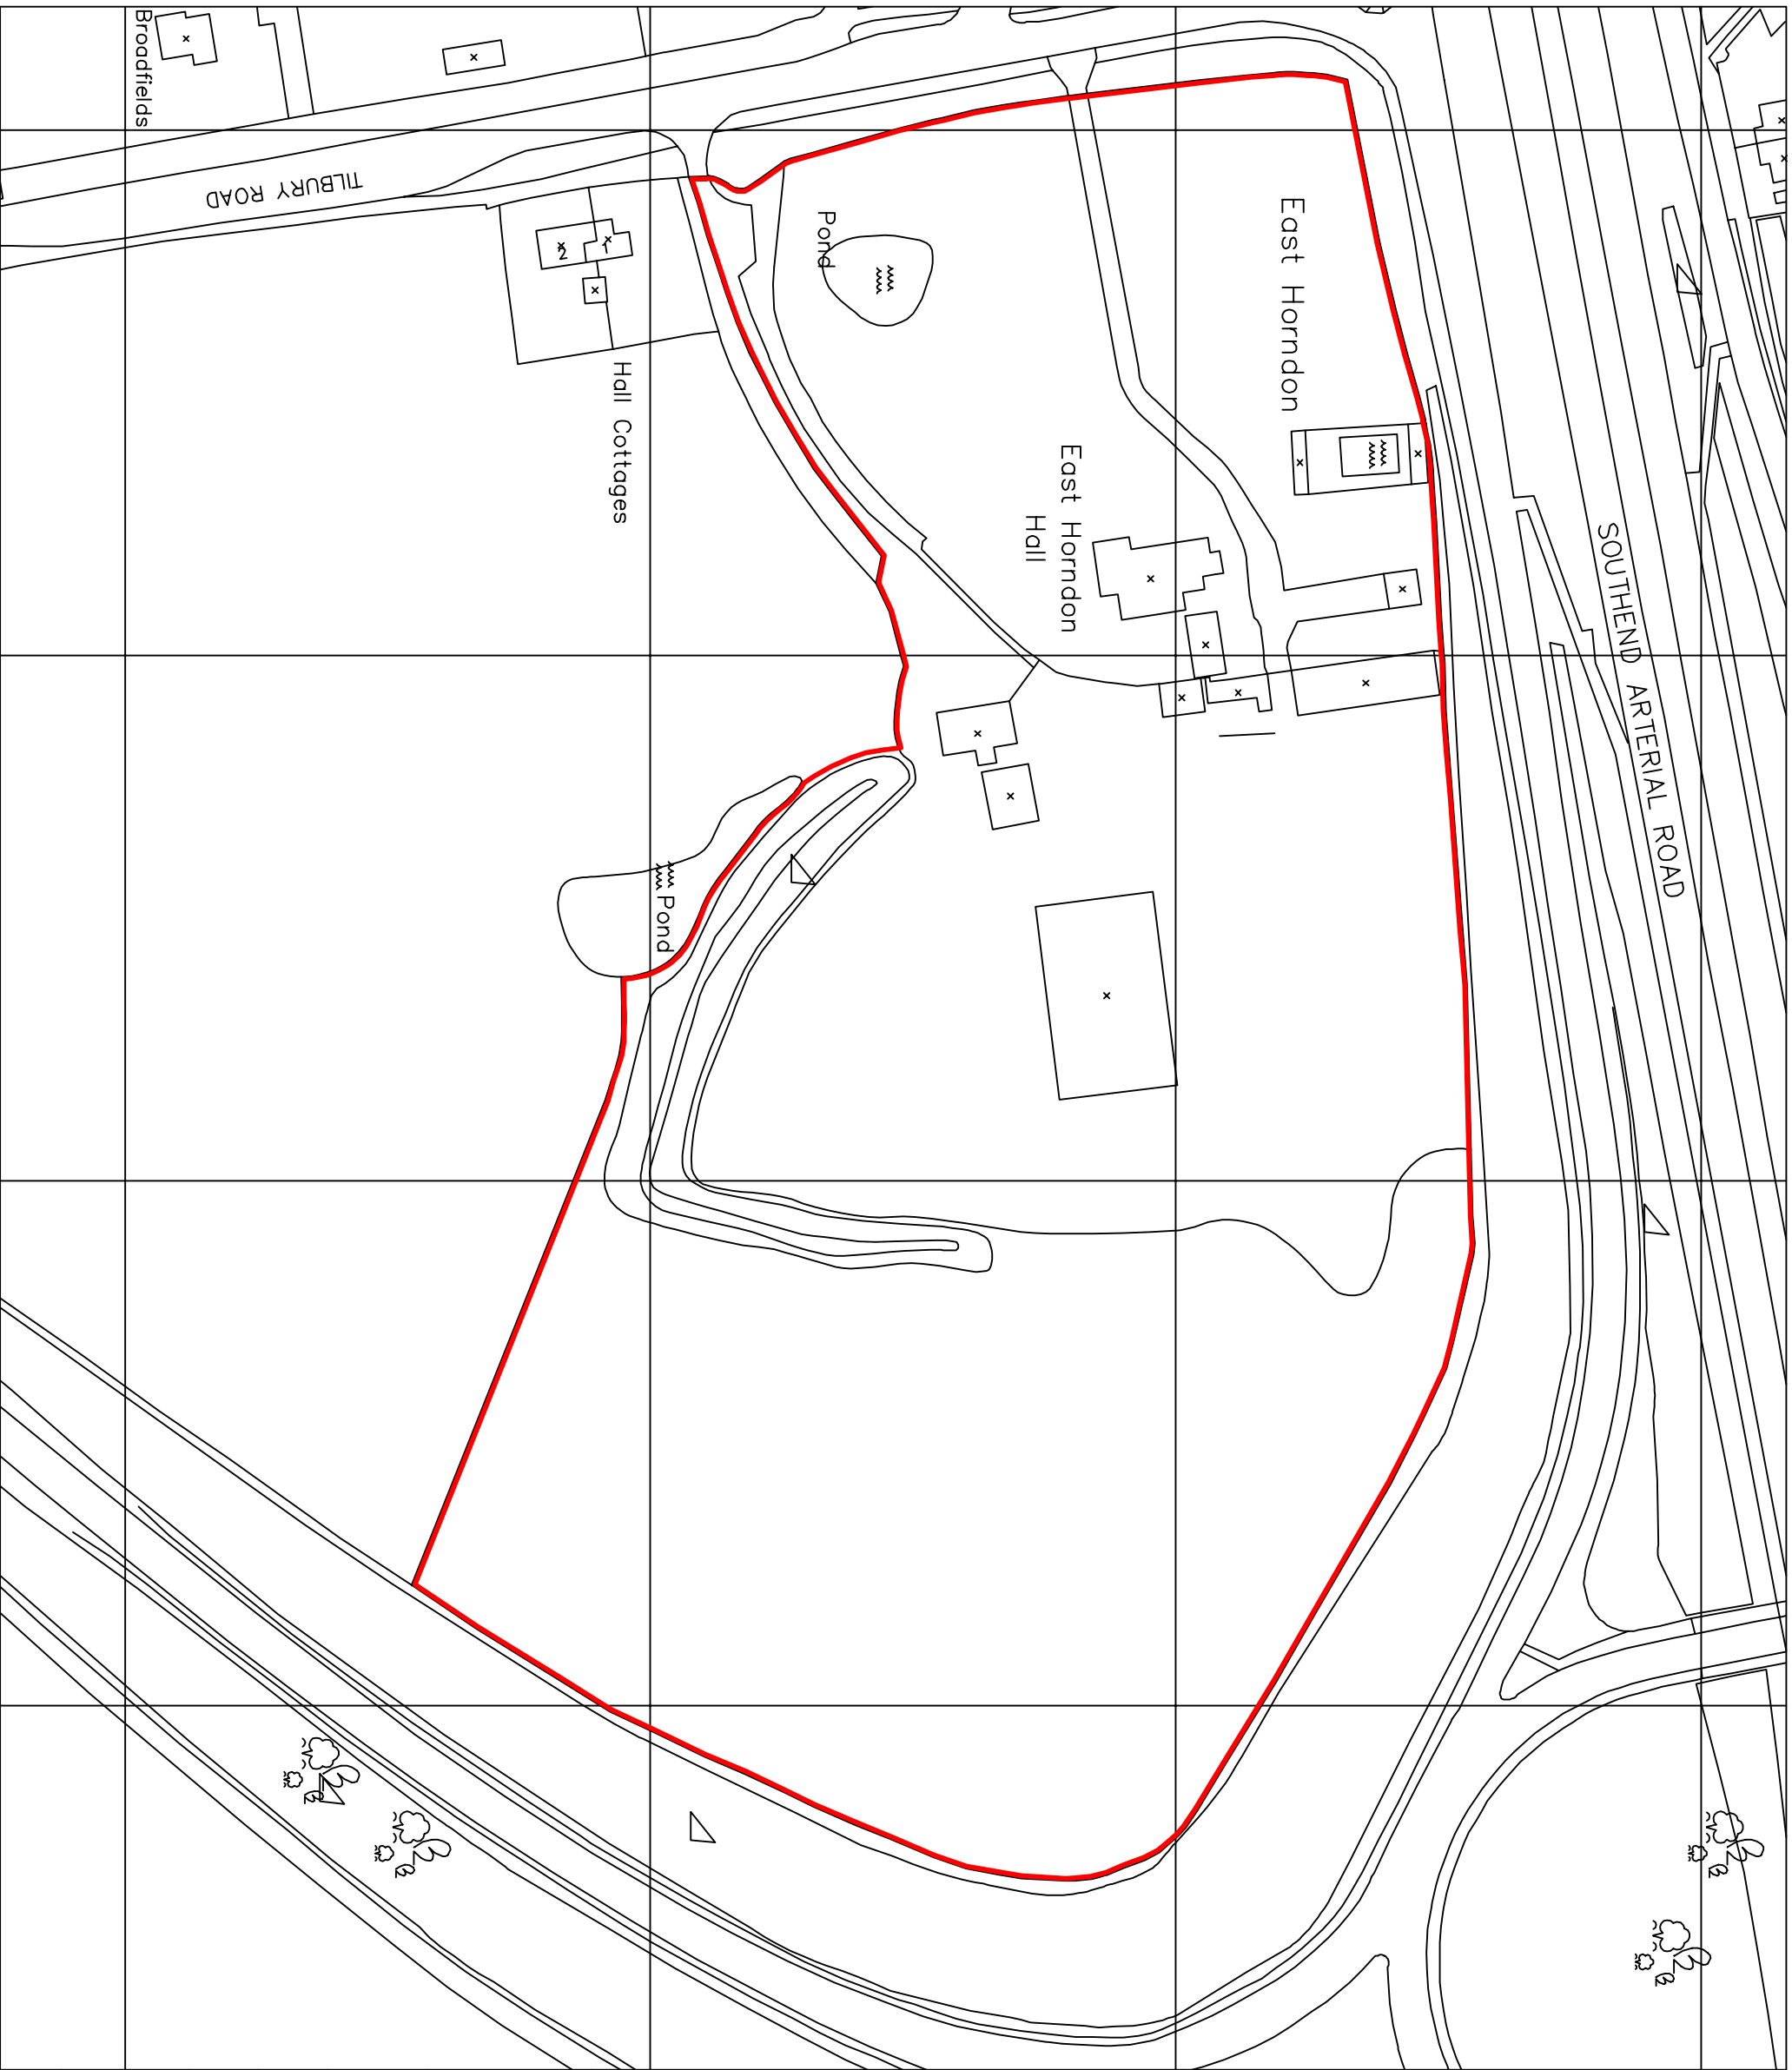 Broadfields
TILBURY ROAD
2
1
Hall Cottages
Pond
East Horndon
East Horndon
Hall
SOUTHEND ARTERIAL ROAD
Pond